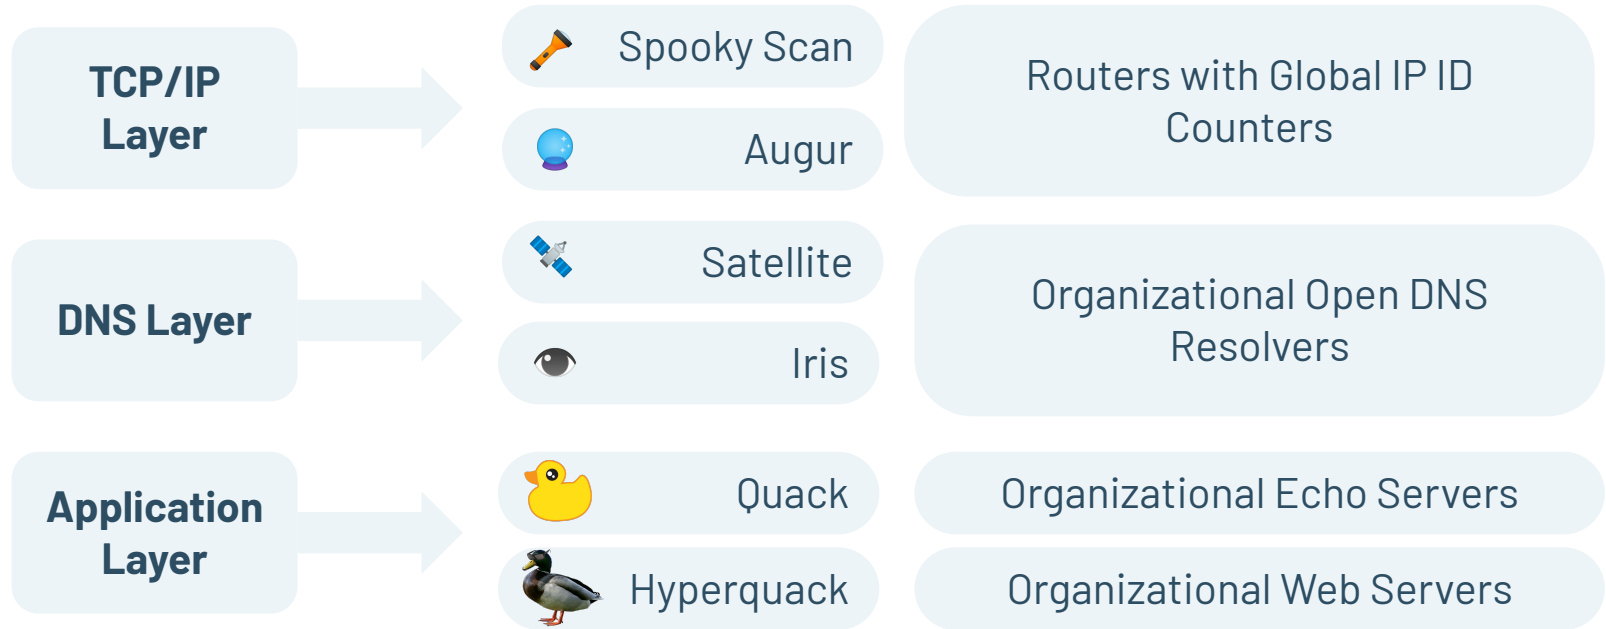 TCP/IP
Layer
Spooky Scan
Augur
Routers with Global IP ID
Counters
DNS Layer
Satellite
Iris
Organizational Open DNS
Resolvers
Application
Layer
Quack
Organizational Echo Servers
Hyperquack
Organizational Web Servers